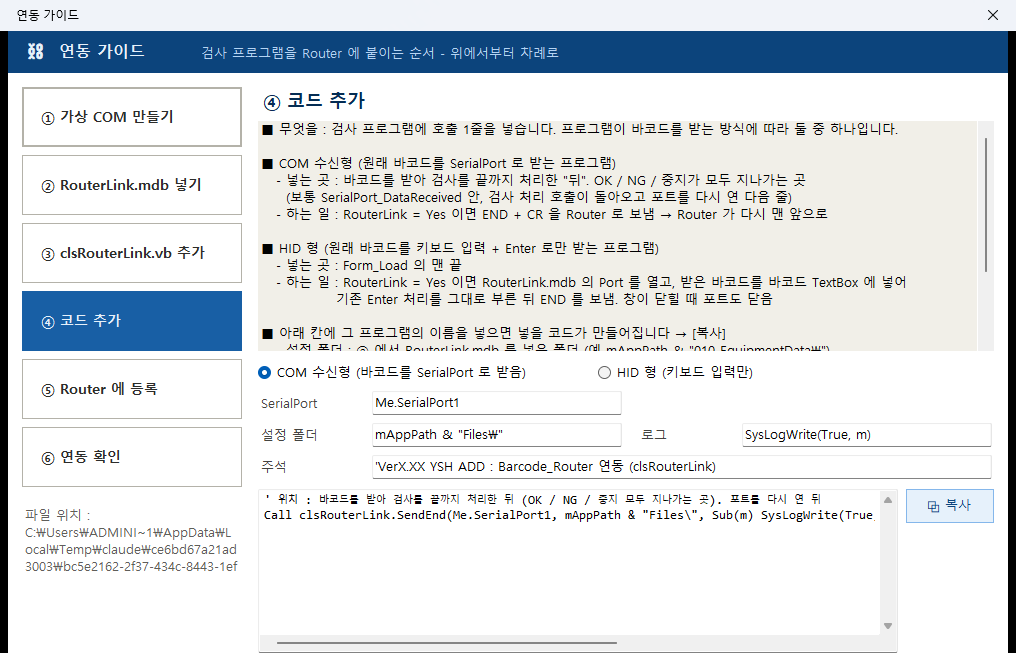 연동 가이드
연동 가이드
검사 프로그램을 Router 에 붙이는 순서 - 위에서부터 차례로
① 가상 COM 만들기
② RouterLink.mdb 넣기
③ clsRouterLink.vb 추가
④ 코드 추가
⑤ Router 에 등록
⑥ 연동 확인
파일 위치 :
C:₩Users₩ADMINI~1₩AppData₩L
ocal₩Temp₩claude₩ce6bd67a21ad
3003₩bc5e2162-2f37-434c-8443-1ef
④ 코드 추가
■ 무엇을 : 검사 프로그램에 호출 1줄을 넣습니다. 프로그램이 바코드를 받는 방식에 따라 둘 중 하나입니다.
■ COM 수신형 (원래 바코드를 SerialPort 로 받는 프로그램)
- 넣는 곳 : 바코드를 받아 검사를 끝까지 처리한 "뒤". OK / NG / 중지가 모두 지나가는 곳
(보통 SerialPort_DataReceived 안, 검사 처리 호출이 돌아오고 포트를 다시 연 다음 줄)
- 하는 일 : RouterLink = Yes 이면 END + CR 을 Router 로 보냄 → Router 가 다시 맨 앞으로
■ HID 형 (원래 바코드를 키보드 입력 + Enter 로만 받는 프로그램)
- 넣는 곳 : Form_Load 의 맨 끝
- 하는 일 : RouterLink = Yes 이면 RouterLink.mdb 의 Port 를 열고, 받은 바코드를 바코드 TextBox 에 넣어
기존 Enter 처리를 그대로 부른 뒤 END 를 보냄. 창이 닫힐 때 포트도 닫음
■ 아래 칸에 그 프로그램의 이름을 넣으면 넣을 코드가 만들어집니다 → [복사]
- 설정 폴더 : ② 에서 RouterLink.mdb 를 넣은 폴더 (예 mAppPath & "010 EquipmentData₩")
COM 수신형 (바코드를 SerialPort 로 받음)
HID 형 (키보드 입력만)
SerialPort
Me.SerialPort1
설정 폴더
mAppPath & "Files₩"
로그
SysLogWrite(True, m)
주석
'VerX.XX YSH ADD : Barcode_Router 연동 (clsRouterLink)
' 위치 : 바코드를 받아 검사를 끝까지 처리한 뒤 (OK / NG / 중지 모두 지나가는 곳). 포트를 다시 연 뒤
Call clsRouterLink.SendEnd(Me.SerialPort1, mAppPath & "Files\", Sub(m) SysLogWrite(True,
복사